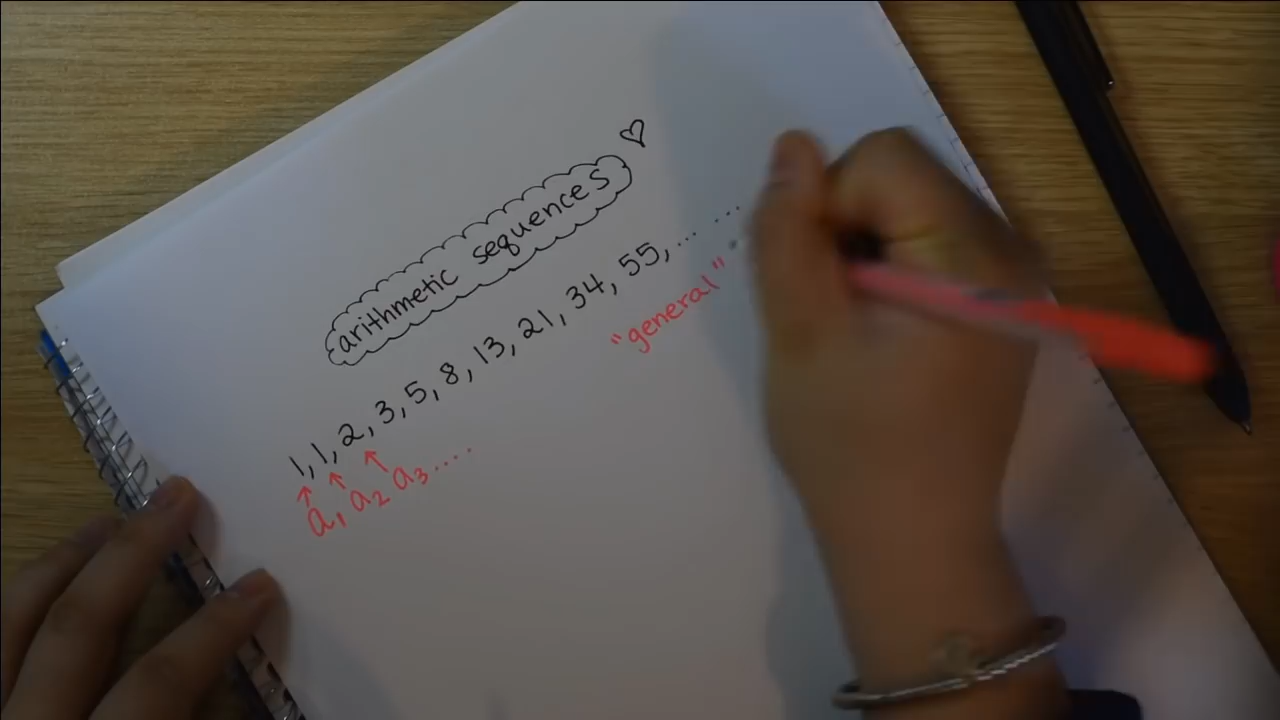 arithmetic sequences ♡
1, 1, 2, 3, 5, 8, 13, 21, 34, 55, ... ...
"general"
a₁ a₂ a₃ ....